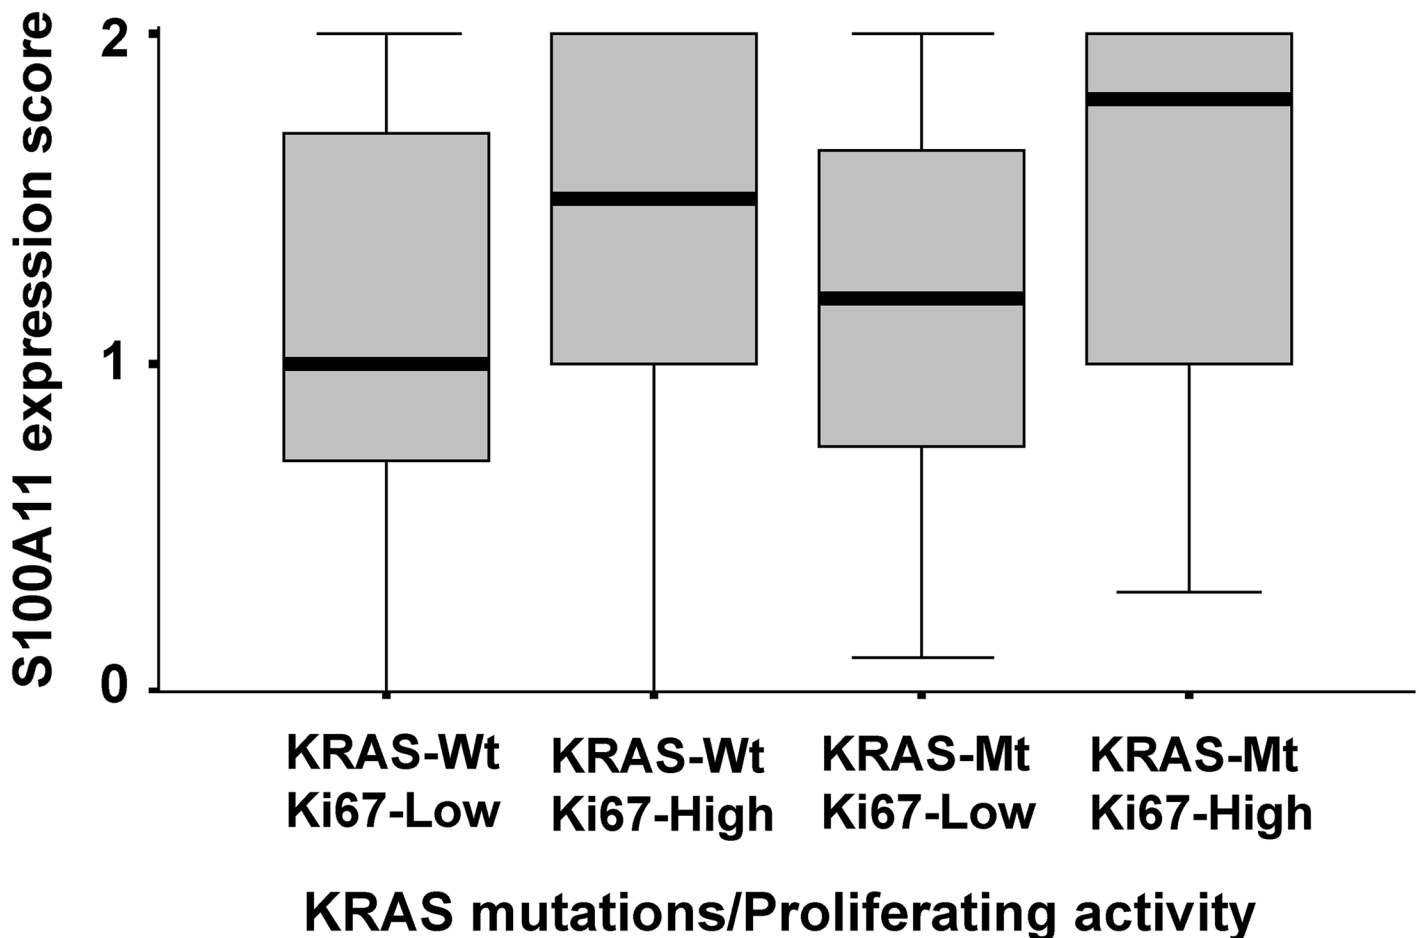 S100A11 expression score
2
1
0
KRAS-Wt
Ki67-Low
KRAS-Wt
Ki67-High
KRAS-Mt
Ki67-Low
KRAS-Mt
Ki67-High
KRAS mutations/Proliferating activity